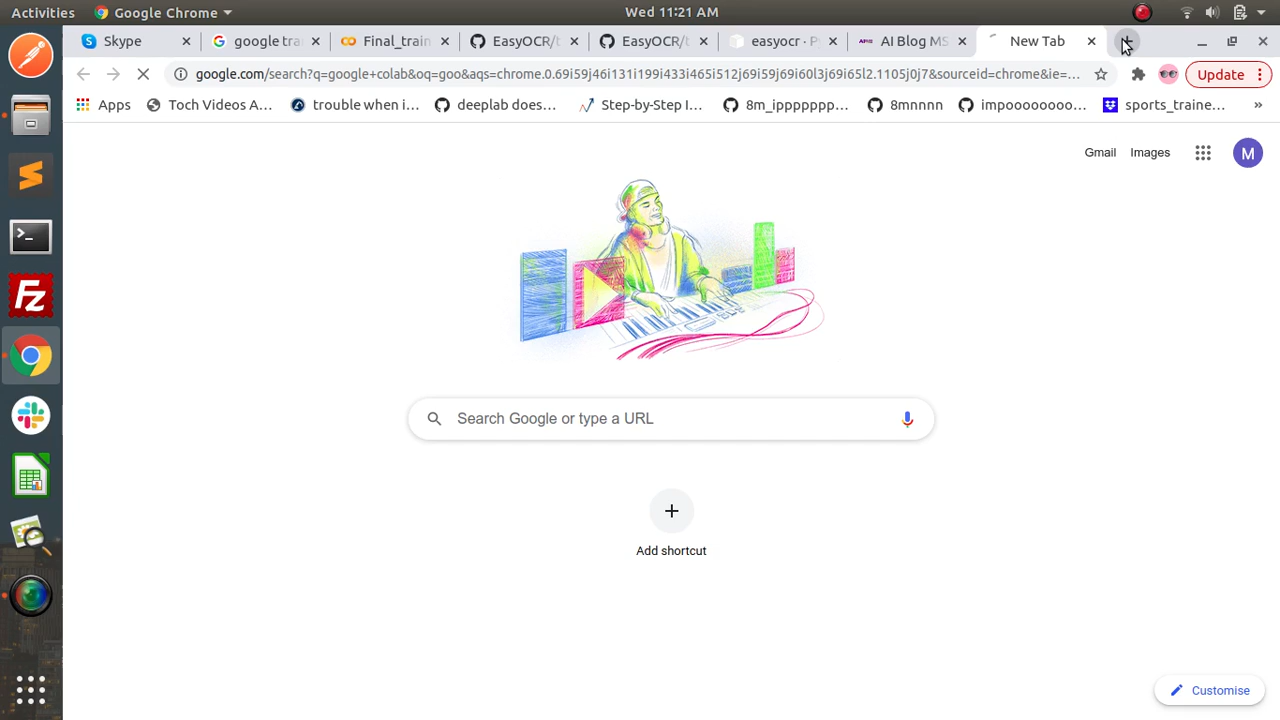 Activities Google Chrome Wed 11:21 AM
Skype google tra Final_train EasyOCR/t EasyOCR/t easyocr · P AI Blog MS New Tab
google.com/search?q=google+colab&oq=goo&aqs=chrome.0.69i59j46i131i199i433i465i512j69i59j69i60l3j69i65l2.1105j0j7&sourceid=chrome&ie=... Update
Apps Toch Videos A... trouble when i... deeplab does... Step-by-Step I... 8m_ippppppp... 8mnnnn impooooooooo... sports_traine... »
Gmail Images M
Search Google or type a URL
Add shortcut
Customise